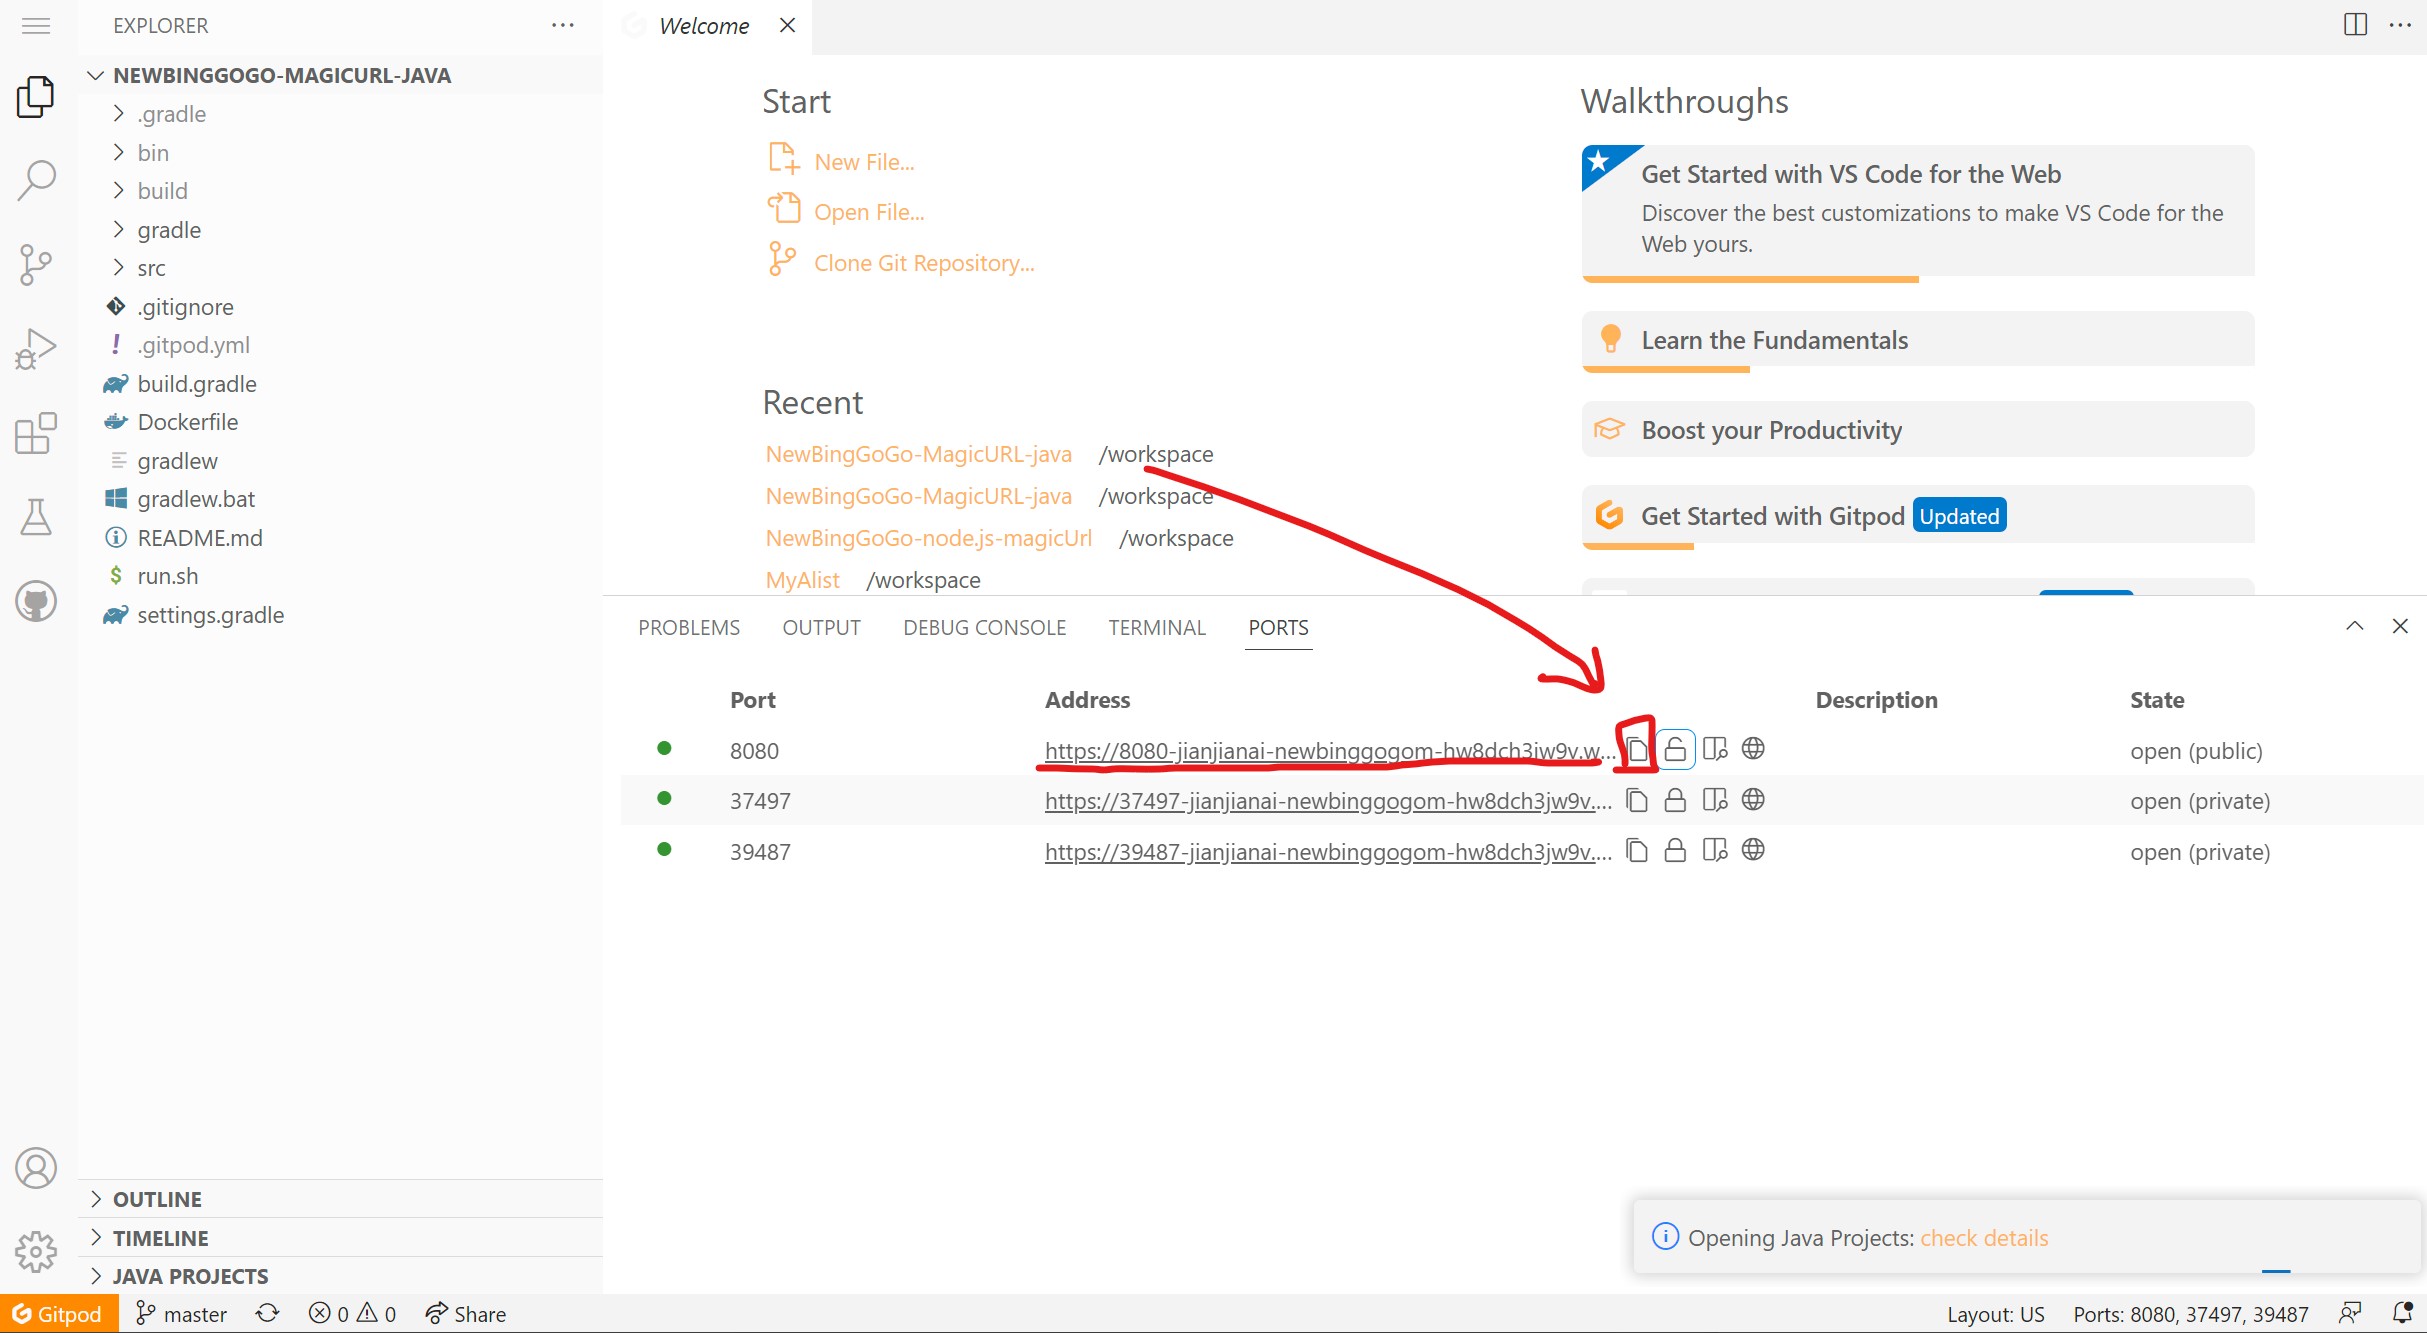 EXPLORER
NEWBINGGOGO-MAGICURL-JAVA
.gradle
bin
build
gradle
src
.gitignore
.gitpod.yml
build.gradle
Dockerfile
gradlew
gradlew.bat
README.md
run.sh
settings.gradle
OUTLINE
TIMELINE
JAVA PROJECTS
Welcome
Start
New File...
Open File...
Clone Git Repository...
Recent
NewBingGoGo-MagicURL-java /workspace
NewBingGoGo-MagicURL-java /workspace
NewBingGoGo-node.js-magicUrl /workspace
MyAlist /workspace
Walkthroughs
Get Started with VS Code for the Web
Discover the best customizations to make VS Code for the
Web yours.
Learn the Fundamentals
Boost your Productivity
Get Started with Gitpod Updated
PROBLEMS OUTPUT DEBUG CONSOLE TERMINAL PORTS
Port Address Description State
8080 https://8080-jianjianai-newbinggogom-hw8dch3jw9v.w... open (public)
37497 https://37497-jianjianai-newbinggogom-hw8dch3jw9v.... open (private)
39487 https://39487-jianjianai-newbinggogom-hw8dch3jw9v.... open (private)
Opening Java Projects: check details
Gitpod master 0 0 Share Layout: US Ports: 8080, 37497, 39487